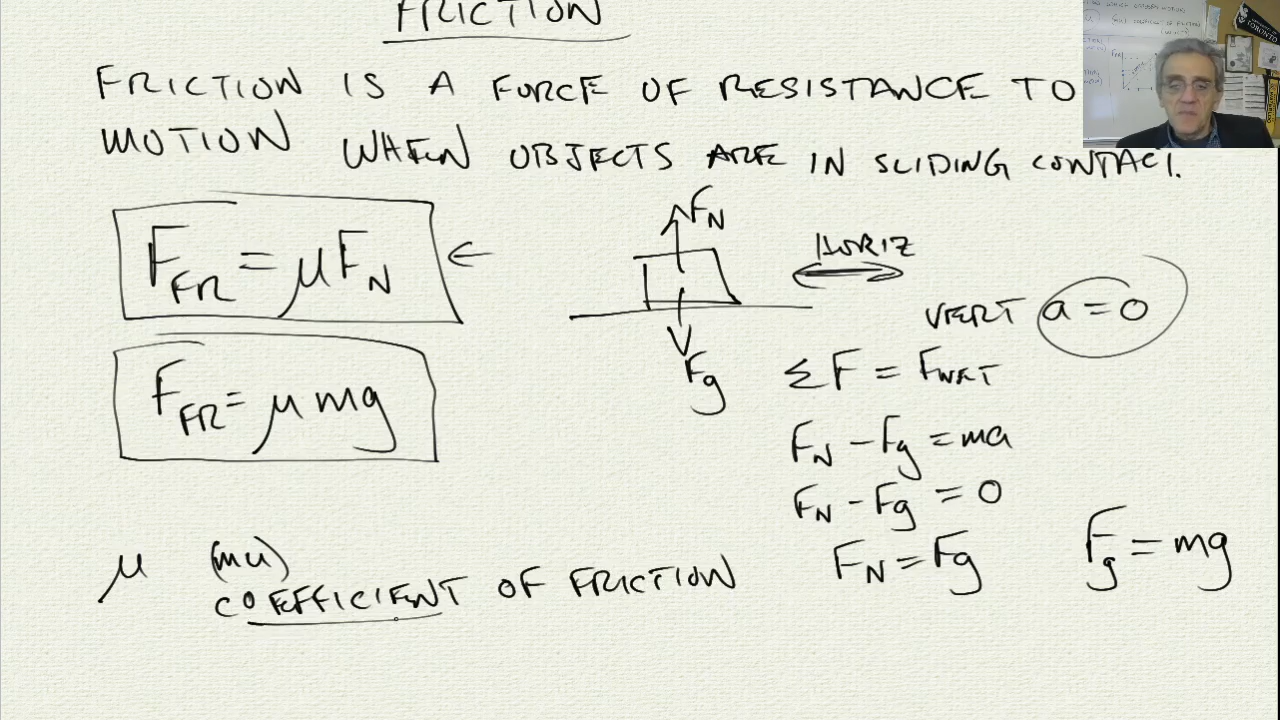 FRICTION
FRICTION IS A FORCE OF RESISTANCE TO
MOTION WHEN OBJECTS ARE IN SLIDING CONTACT.
F_FR = μF_N ←
F_N
HORIZ
F_FR = μmg
F_g
VERT a = 0
ΣF = F_NET
F_N - F_g = ma
F_N - F_g = 0
F_N = F_g
F_g = mg
μ (mu)
COEFFICIENT OF FRICTION
TORONTO